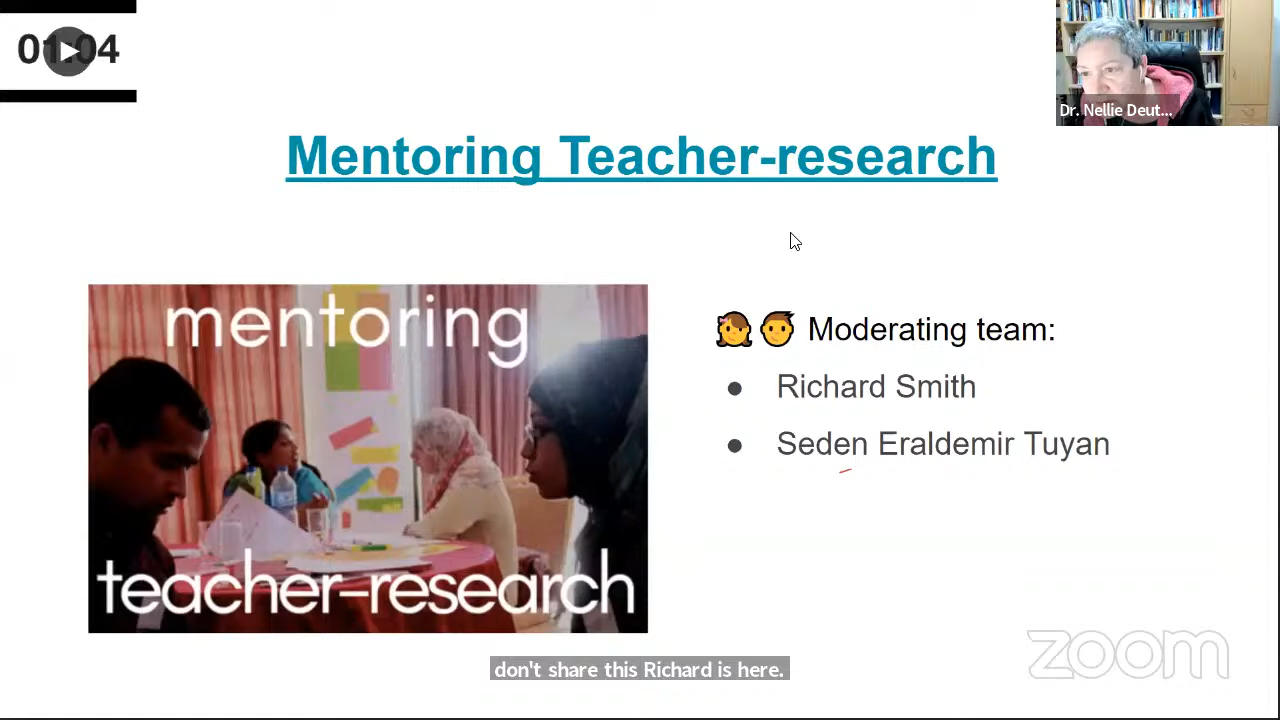 01:04
Dr. Nellie Deut...
Mentoring Teacher-research
mentoring
teacher-research
Moderating team:
● Richard Smith
● Seden Eraldemir Tuyan
don't share this Richard is here.
zoom